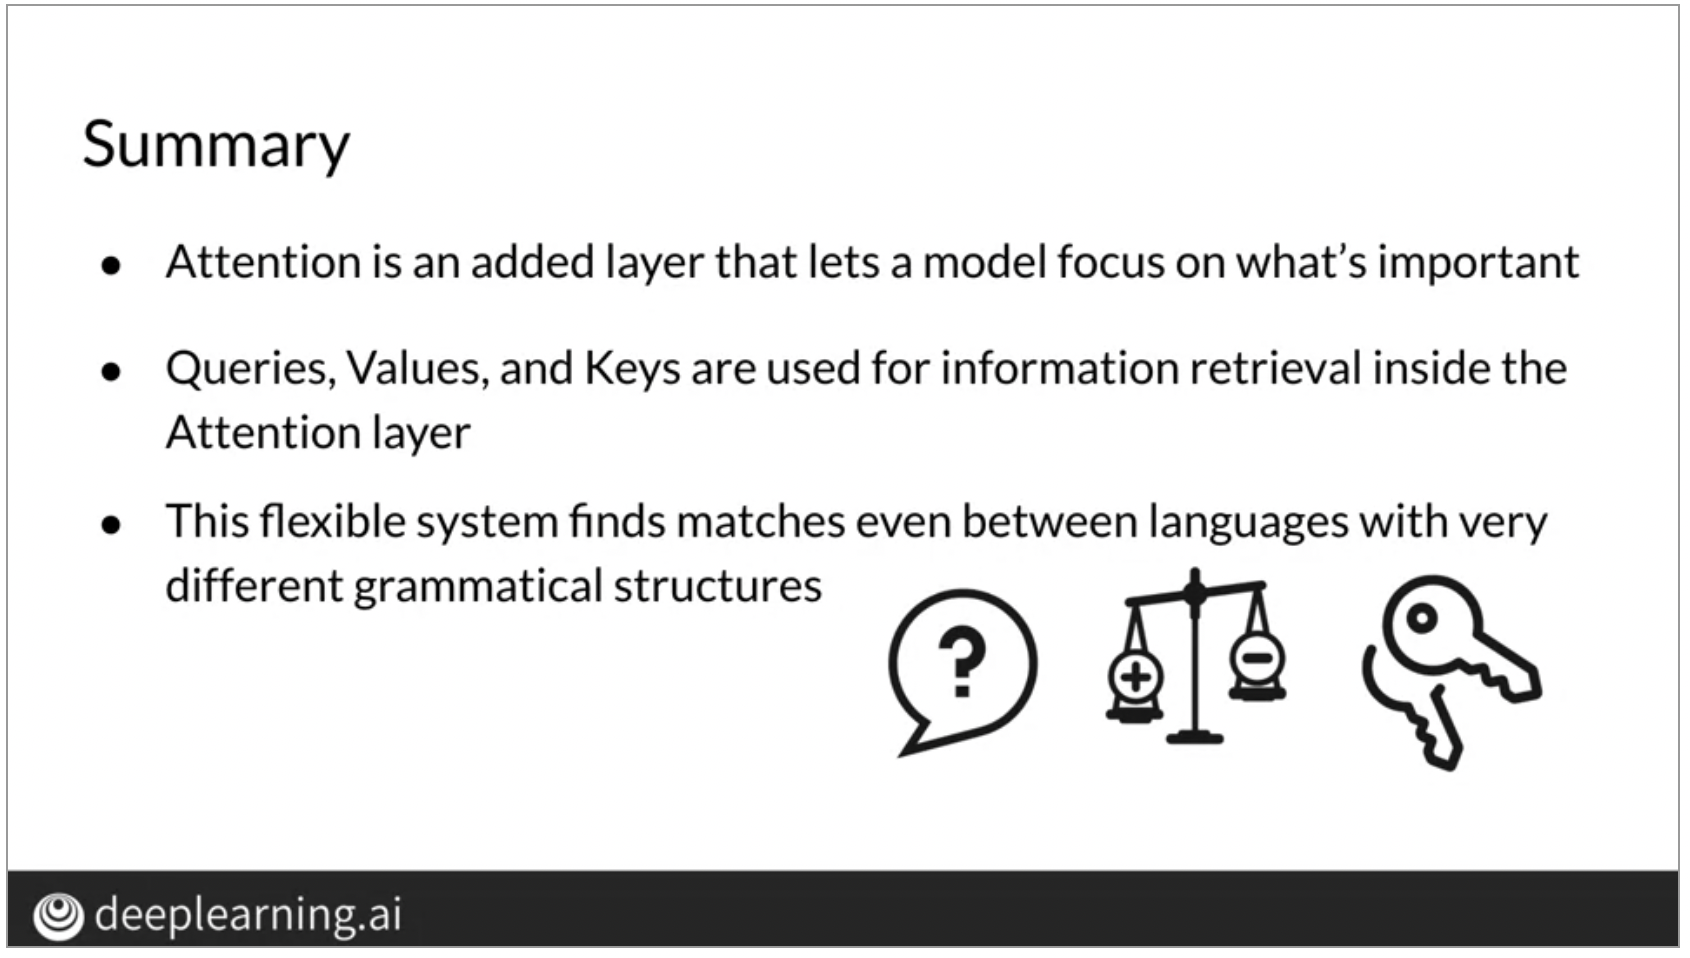 Summary
● Attention is an added layer that lets a model focus on what’s important
● Queries, Values, and Keys are used for information retrieval inside the
Attention layer
● This flexible system finds matches even between languages with very
different grammatical structures
?
+ −
deeplearning.ai